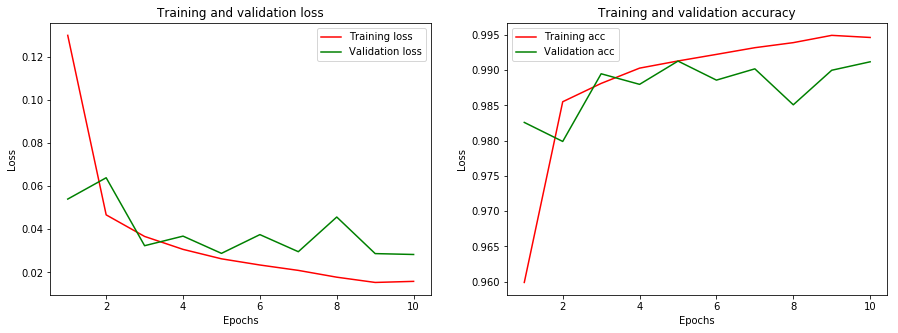 Training and validation loss
Training loss
Validation loss
0.12
0.10
0.08
0.06
0.04
0.02
Loss
2
4
6
8
10
Epochs
Training and validation accuracy
Training acc
Validation acc
0.995
0.990
0.985
0.980
0.975
0.970
0.965
0.960
Loss
2
4
6
8
10
Epochs